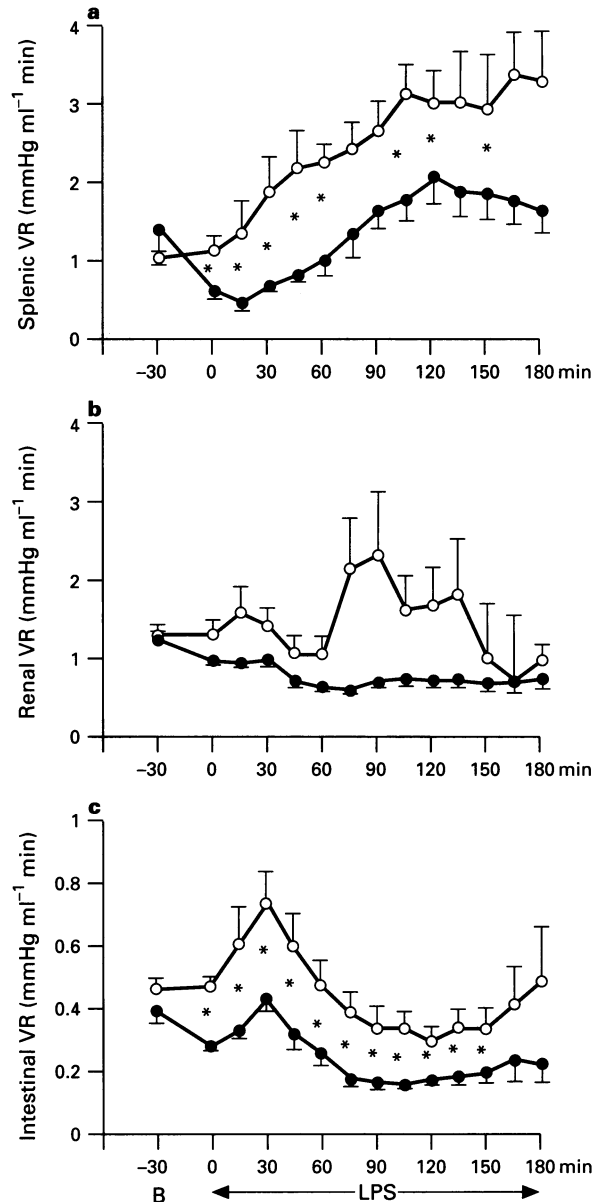 a
Splenic VR (mmHg ml⁻¹ min)
4
3
2
1
0
* * * * * * * * *
−30 0 30 60 90 120 150 180 min
b
Renal VR (mmHg ml⁻¹ min)
4
3
2
1
0
−30 0 30 60 90 120 150 180 min
c
Intestinal VR (mmHg ml⁻¹ min)
1
0.8
0.6
0.4
0.2
0
* * * * * * * * * * *
−30 0 30 60 90 120 150 180 min
B LPS